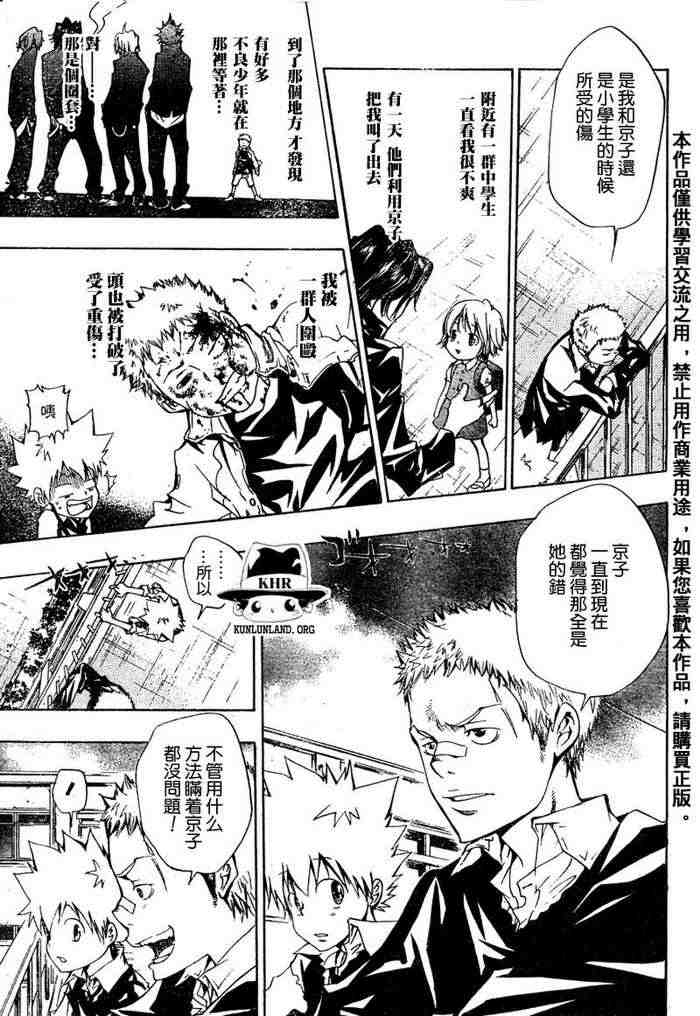 是我和京子還
是小學生的時候
所受的傷
附近有一群中學生
一直看我很不爽
有一天 他們利用京子
把我叫了出去
到了那個地方才發現
有好多
不良少年就在
那裡等著…
對——
那是個圈套…
我被
一群人圍毆
頭也被打破了
受了重傷…
咦
京子
一直到現在
都覺得那全是
她的錯
……
…所以
KHR
KUNLUNLAND.ORG
不管用什么
方法瞞着京子
都沒問題！
本作品僅供學習交流之用，禁止用作商業用途，如果您喜歡本作品，請購買正版。